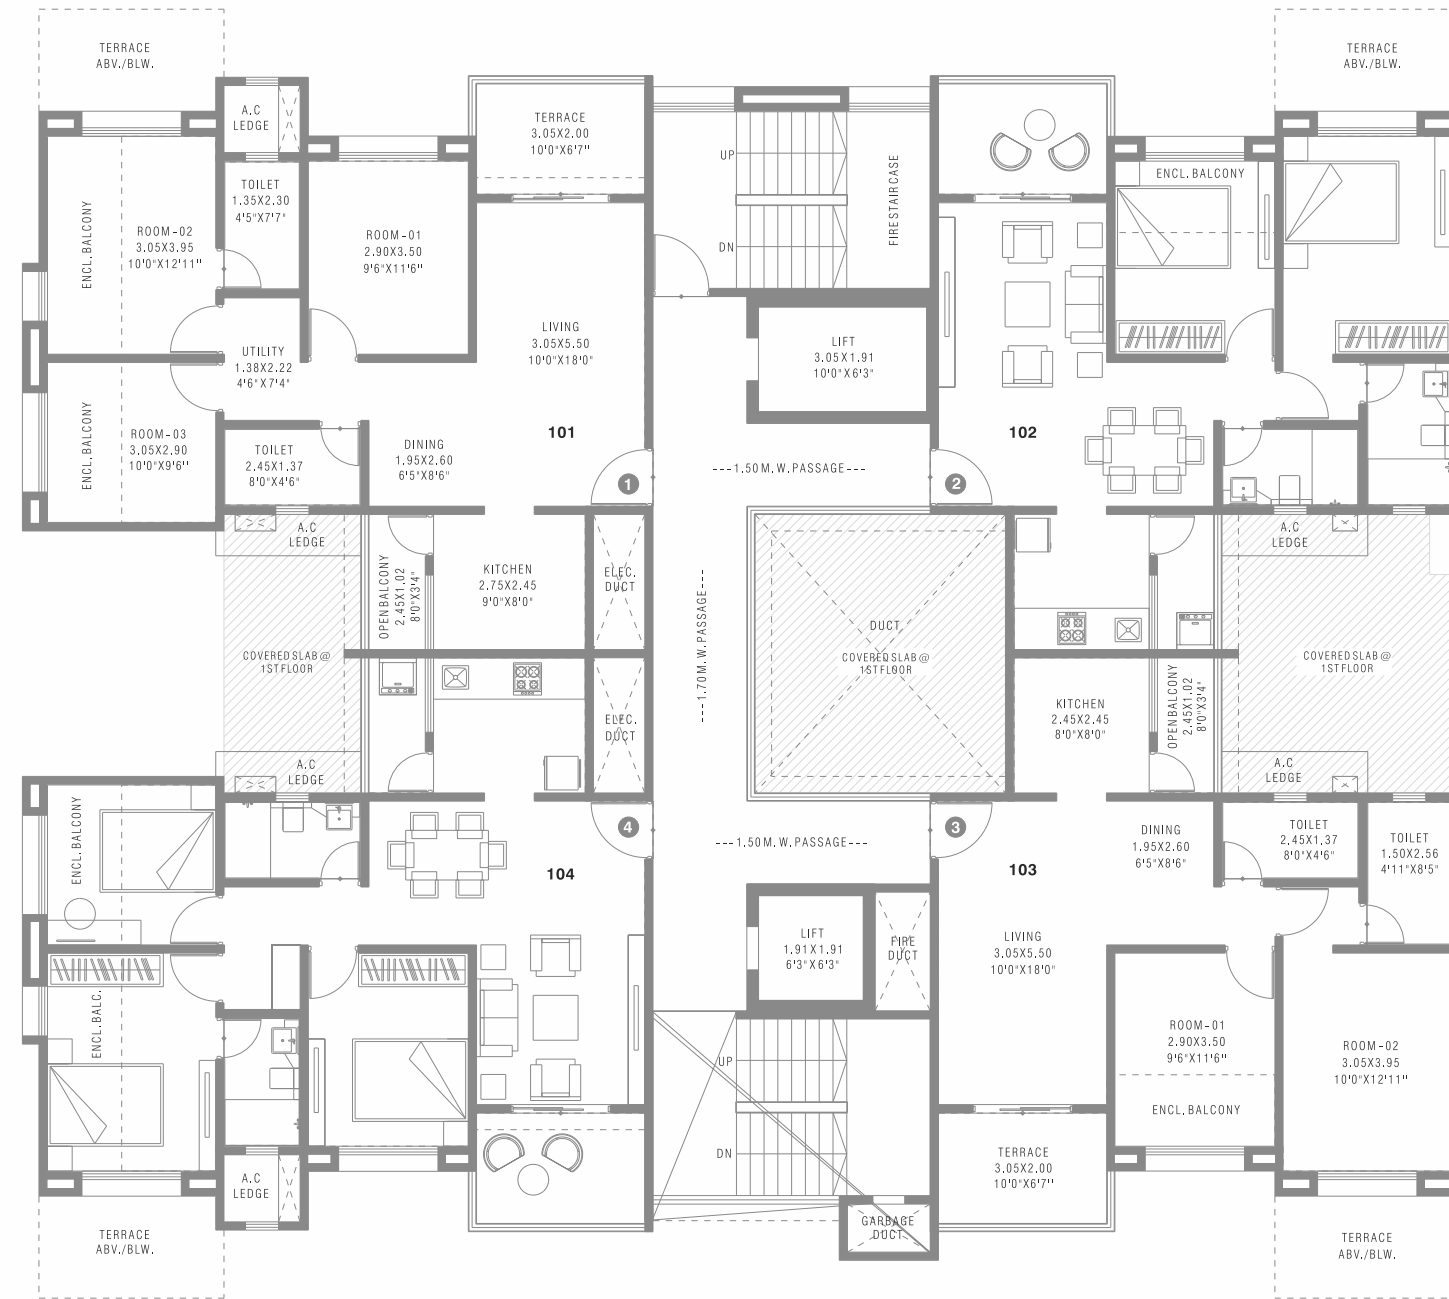 TERRACE
ABV./BLW.
TERRACE
ABV./BLW.
A.C
LEDGE
TERRACE
3.05X2.00
10'0"X6'7"
UP
DN
FIRE STAIRCASE
ENCL. BALCONY
ENCL. BALCONY
ROOM-02
3.05X3.95
10'0"X12'11"
TOILET
1.35X2.30
4'5"X7'7"
ROOM-01
2.90X3.50
9'6"X11'6"
LIVING
3.05X5.50
10'0"X18'0"
LIFT
3.05X1.91
10'0"X6'3"
UTILITY
1.38X2.22
4'6"X7'4"
ENCL. BALCONY
ROOM-03
3.05X2.90
10'0"X9'6"
TOILET
2.45X1.37
8'0"X4'6"
DINING
1.95X2.60
6'5"X8'6"
101
102
1
---1.50 M. W. PASSAGE---
2
A.C
LEDGE
A.C
LEDGE
OPEN BALCONY
2.45X1.02
8'0"X3'4"
KITCHEN
2.75X2.45
9'0"X8'0"
ELEC.
DUCT
---1.70 M. W. PASSAGE---
DUCT
COVERED SLAB @
1ST FLOOR
COVERED SLAB @
1ST FLOOR
COVERED SLAB @
1ST FLOOR
ELEC.
DUCT
KITCHEN
2.45X2.45
8'0"X8'0"
OPEN BALCONY
2.45X1.02
8'0"X3'4"
A.C
LEDGE
A.C
LEDGE
ENCL. BALCONY
4
---1.50 M. W. PASSAGE---
3
104
103
DINING
1.95X2.60
6'5"X8'6"
TOILET
2.45X1.37
8'0"X4'6"
TOILET
1.50X2.56
4'11"X8'5"
LIFT
1.91X1.91
6'3"X6'3"
FIRE
DUCT
LIVING
3.05X5.50
10'0"X18'0"
ENCL. BALC.
UP
DN
ROOM-01
2.90X3.50
9'6"X11'6"
ENCL. BALCONY
ROOM-02
3.05X3.95
10'0"X12'11"
A.C
LEDGE
TERRACE
3.05X2.00
10'0"X6'7"
GARBAGE
DUCT
TERRACE
ABV./BLW.
TERRACE
ABV./BLW.